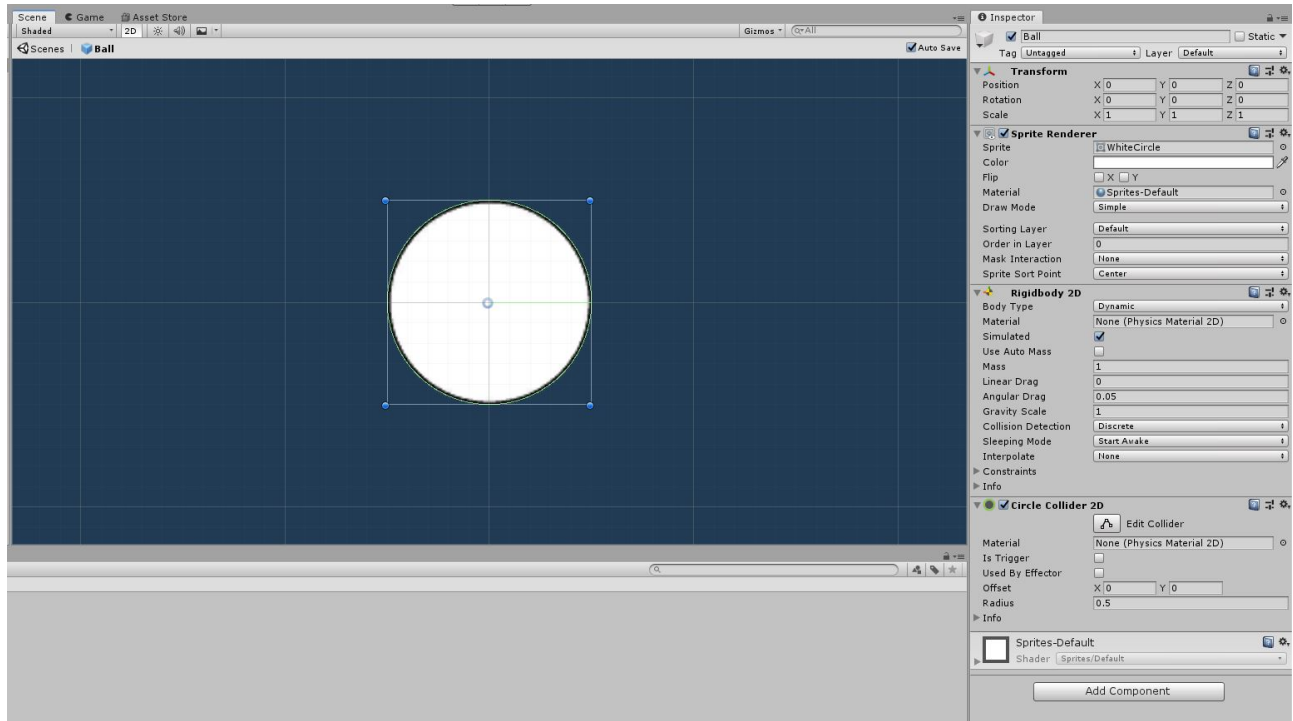 Scene Game Asset Store
Shaded 2D Gizmos All
Scenes Ball Auto Save
Inspector
Ball Static
Tag Untagged Layer Default
Transform
Position X 0 Y 0 Z 0
Rotation X 0 Y 0 Z 0
Scale X 1 Y 1 Z 1
Sprite Renderer
Sprite WhiteCircle
Color
Flip X Y
Material Sprites-Default
Draw Mode Simple
Sorting Layer Default
Order in Layer 0
Mask Interaction None
Sprite Sort Point Center
Rigidbody 2D
Body Type Dynamic
Material None (Physics Material 2D)
Simulated
Use Auto Mass
Mass 1
Linear Drag 0
Angular Drag 0.05
Gravity Scale 1
Collision Detection Discrete
Sleeping Mode Start Awake
Interpolate None
Constraints
Info
Circle Collider 2D
Edit Collider
Material None (Physics Material 2D)
Is Trigger
Used By Effector
Offset X 0 Y 0
Radius 0.5
Info
Sprites-Default
Shader Sprites/Default
Add Component